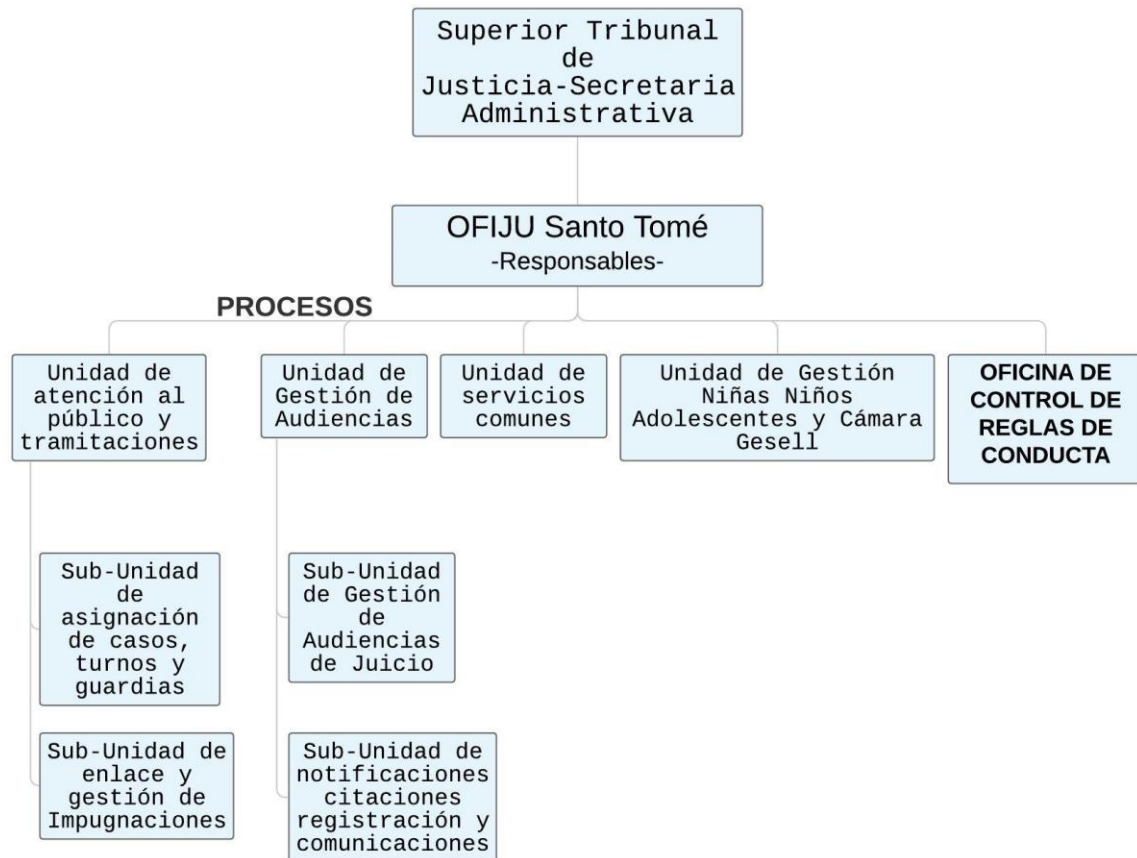 Superior Tribunal
de
Justicia-Secretaria
Administrativa
OFIJU Santo Tomé
-Responsables-
PROCESOS
Unidad de
atención al
público y
tramitaciones
Unidad de
Gestión de
Audiencias
Unidad de
servicios
comunes
Unidad de Gestión
Niñas Niños
Adolescentes y Cámara
Gesell
OFICINA DE
CONTROL DE
REGLAS DE
CONDUCTA
Sub-Unidad
de
asignación
de casos,
turnos y
guardias
Sub-Unidad
de Gestión
de
Audiencias
de Juicio
Sub-Unidad de
enlace y
gestión de
Impugnaciones
Sub-Unidad de
notificaciones
citaciones
registración y
comunicaciones